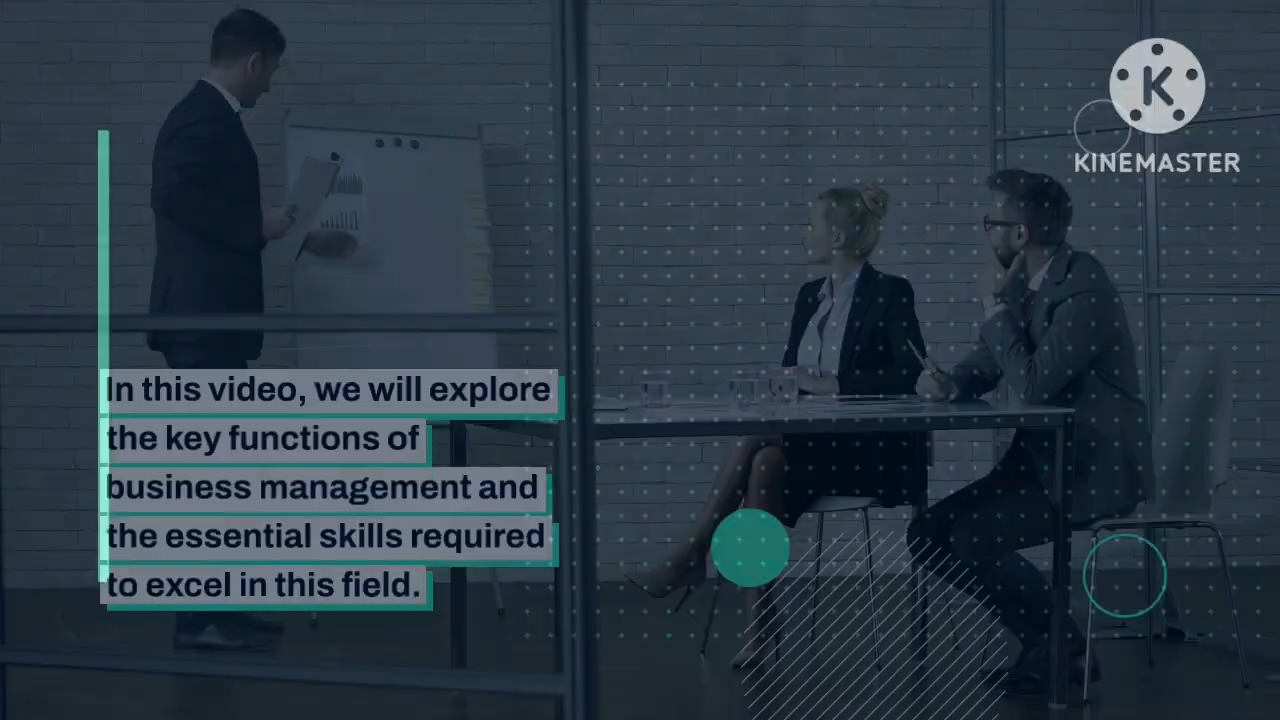 K
KINEMASTER
In this video, we will explore
the key functions of
business management and
the essential skills required
to excel in this field.